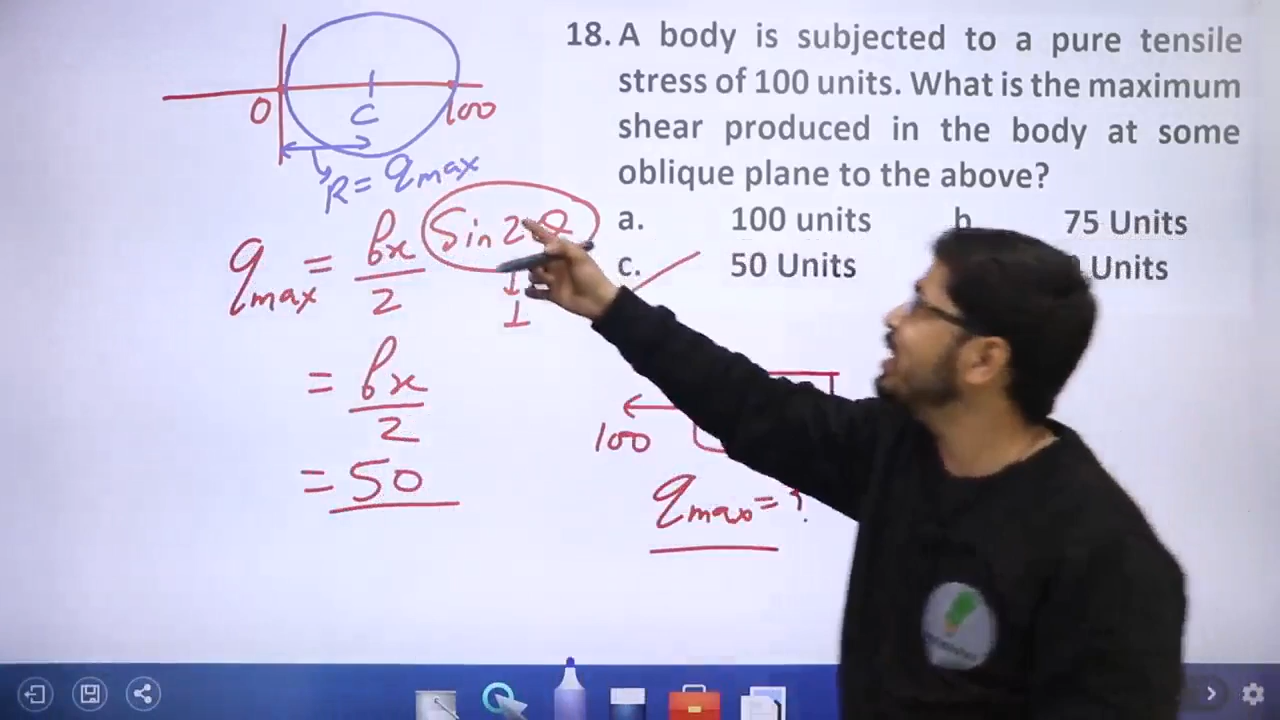 18. A body is subjected to a pure tensile
stress of 100 units. What is the maximum
shear produced in the body at some
oblique plane to the above?
a. 100 units b. 75 Units
c. 50 Units Units
0 C 100
R = qmax
qmax = fx/2 Sin 2θ
1
= fx/2
= 50
100
qmax = ?